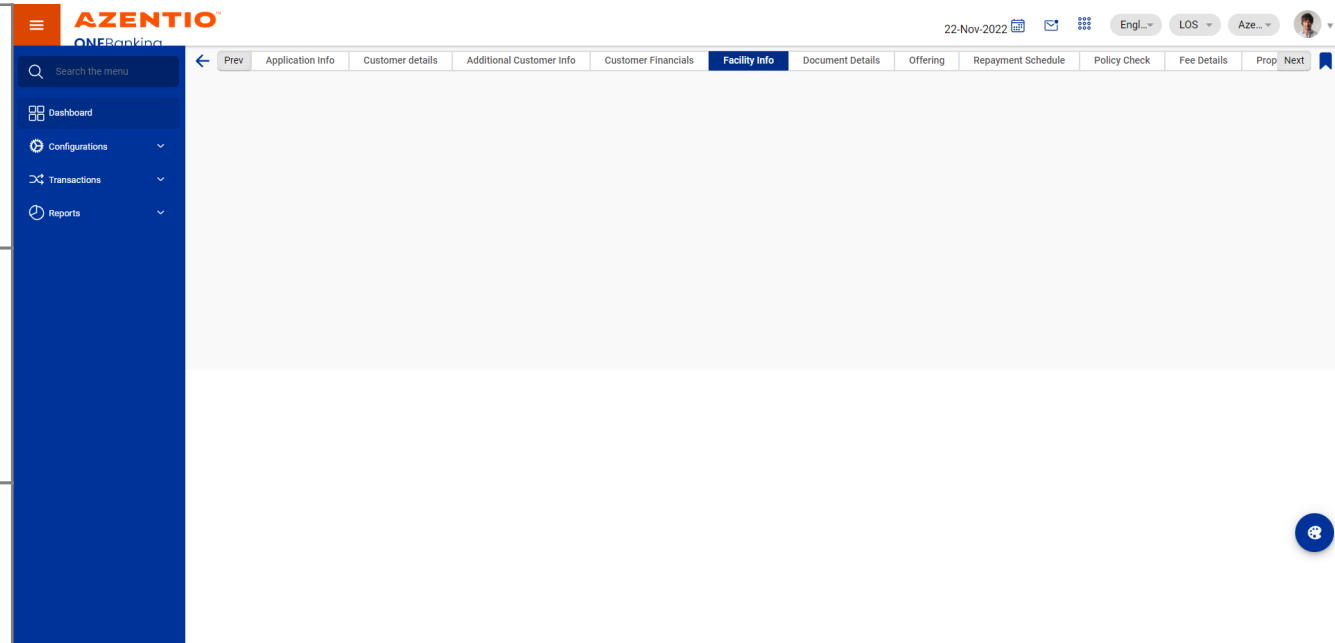 AZENTIO™
ONEBanking
22-Nov-2022
Engl...
LOS
Aze...
Search the menu
Dashboard
Configurations
Transactions
Reports
Prev
Application Info
Customer details
Additional Customer Info
Customer Financials
Facility Info
Document Details
Offering
Repayment Schedule
Policy Check
Fee Details
Prop
Next